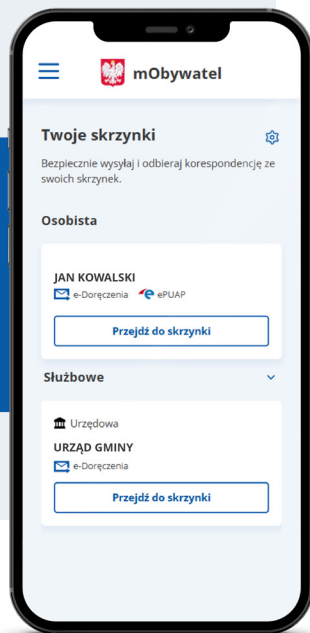 mObywatel
Twoje skrzynki
Bezpiecznie wysyłaj i odbieraj korespondencję ze
swoich skrzynek.
Osobista
JAN KOWALSKI
e-Doręczenia ePUAP
Przejdź do skrzynki
Służbowe
Urzędowa
URZĄD GMINY
e-Doręczenia
Przejdź do skrzynki